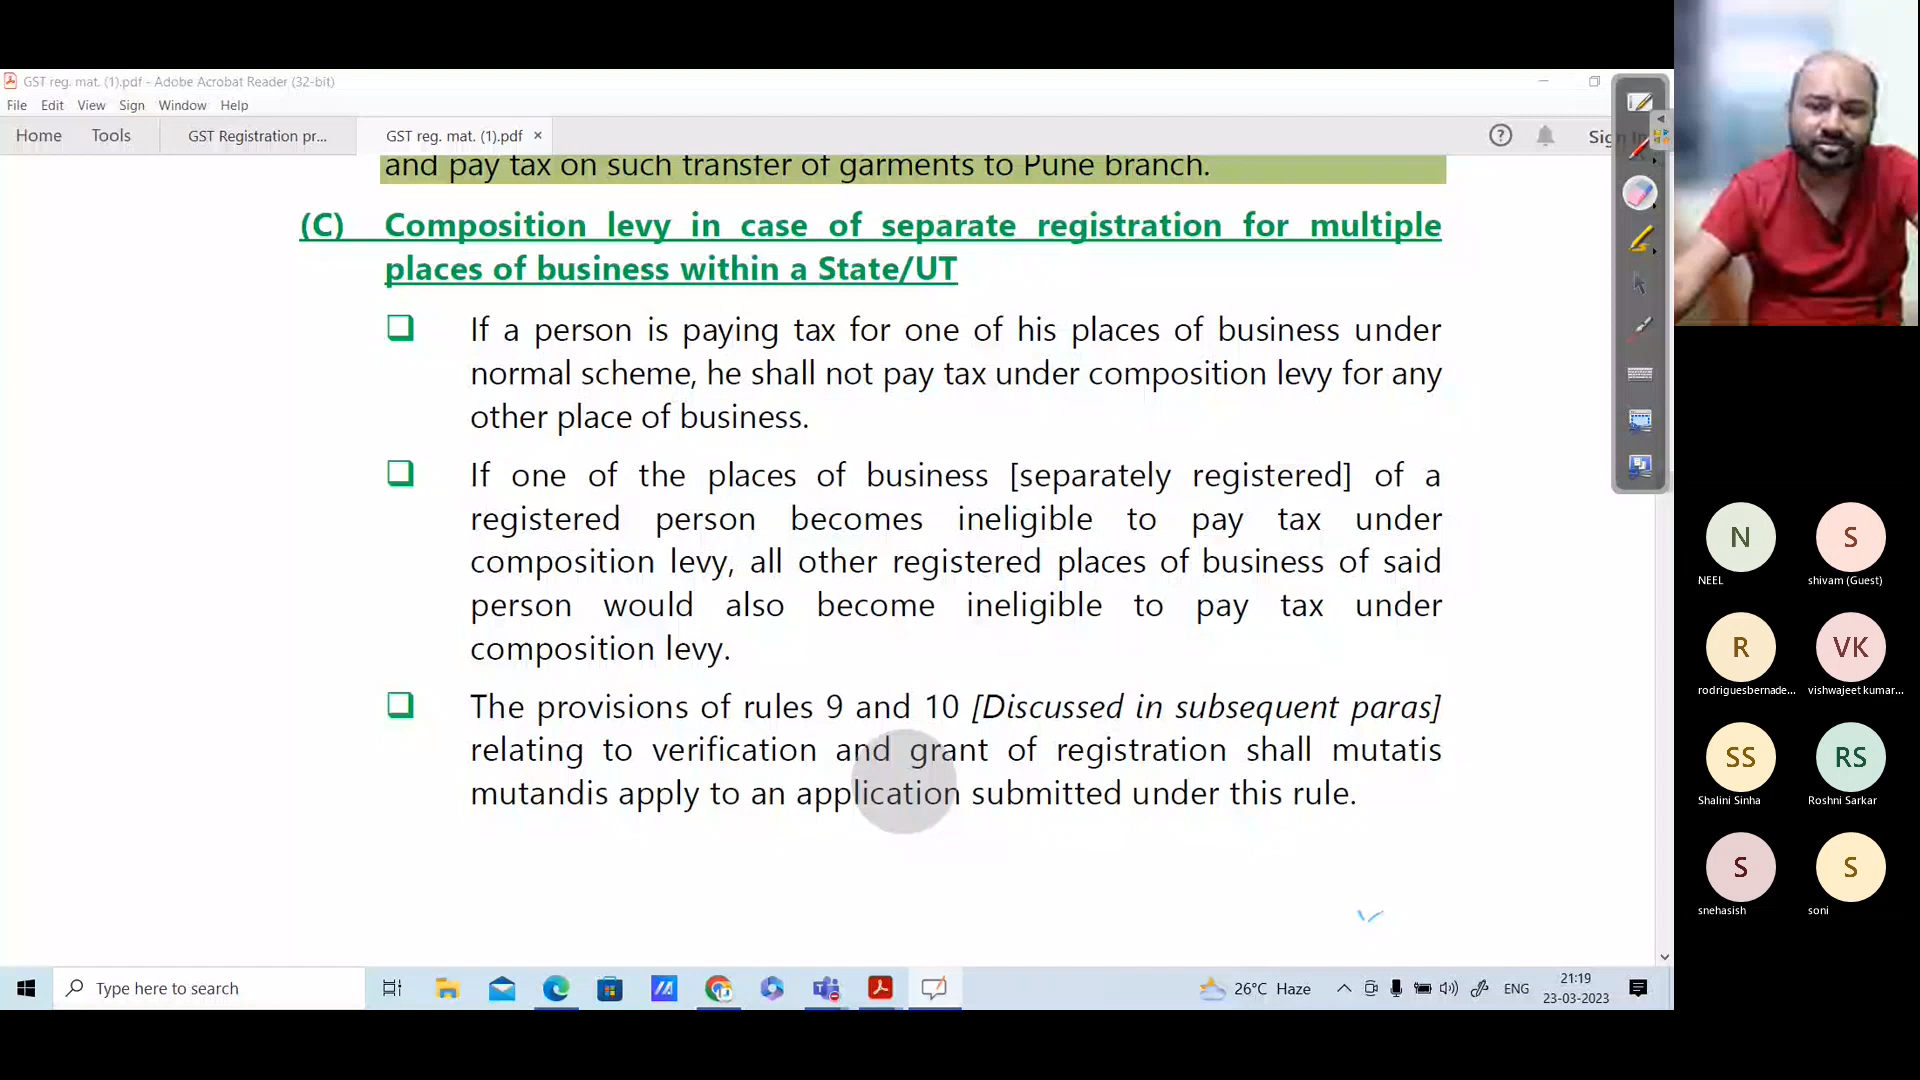 GST reg. mat. (1).pdf - Adobe Acrobat Reader (32-bit)
File Edit View Sign Window Help
Home Tools GST Registration pr... GST reg. mat. (1).pdf × Sign In
and pay tax on such transfer of garments to Pune branch.
(C) Composition levy in case of separate registration for multiple
places of business within a State/UT
If a person is paying tax for one of his places of business under
normal scheme, he shall not pay tax under composition levy for any
other place of business.
If one of the places of business [separately registered] of a
registered person becomes ineligible to pay tax under
composition levy, all other registered places of business of said
person would also become ineligible to pay tax under
composition levy.
The provisions of rules 9 and 10 [Discussed in subsequent paras]
relating to verification and grant of registration shall mutatis
mutandis apply to an application submitted under this rule.
N S
NEEL shivam (Guest)
R VK
rodriguesbernade... vishwajeet kumar...
SS RS
Shalini Sinha Roshni Sarkar
S S
snehasish soni
Type here to search
26°C Haze
ENG
21:19
23-03-2023